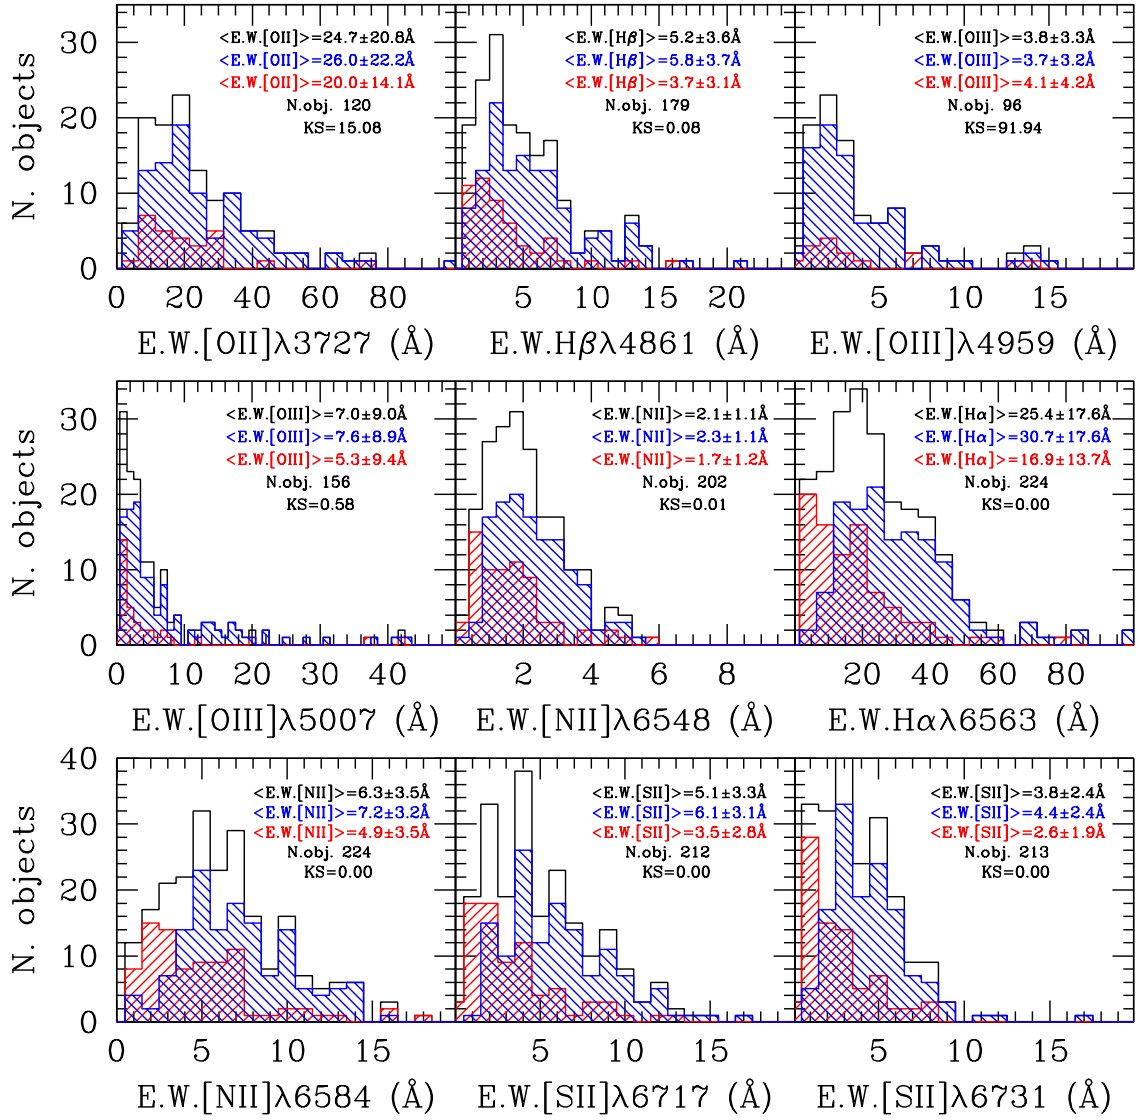 <E.W.[OII]>=24.7±20.8Å
<E.W.[OII]>=26.0±22.2Å
<E.W.[OII]>=20.0±14.1Å
N.obj. 120
KS=15.08
<E.W.[Hβ]>=5.2±3.6Å
<E.W.[Hβ]>=5.8±3.7Å
<E.W.[Hβ]>=3.7±3.1Å
N.obj. 179
KS=0.08
<E.W.[OIII]>=3.8±3.3Å
<E.W.[OIII]>=3.7±3.2Å
<E.W.[OIII]>=4.1±4.2Å
N.obj. 96
KS=91.94
30
20
10
0
N. objects
0 20 40 60 80
5 10 15 20
5 10 15
E.W.[OII]λ3727 (Å)
E.W.Hβλ4861 (Å)
E.W.[OIII]λ4959 (Å)
<E.W.[OIII]>=7.0±9.0Å
<E.W.[OIII]>=7.6±8.9Å
<E.W.[OIII]>=5.3±9.4Å
N.obj. 156
KS=0.58
<E.W.[NII]>=2.1±1.1Å
<E.W.[NII]>=2.3±1.1Å
<E.W.[NII]>=1.7±1.2Å
N.obj. 202
KS=0.01
<E.W.[Hα]>=25.4±17.6Å
<E.W.[Hα]>=30.7±17.6Å
<E.W.[Hα]>=16.9±13.7Å
N.obj. 224
KS=0.00
30
20
10
0
N. objects
0 10 20 30 40
2 4 6 8
20 40 60 80
E.W.[OIII]λ5007 (Å)
E.W.[NII]λ6548 (Å)
E.W.Hαλ6563 (Å)
<E.W.[NII]>=6.3±3.5Å
<E.W.[NII]>=7.2±3.2Å
<E.W.[NII]>=4.9±3.5Å
N.obj. 224
KS=0.00
<E.W.[SII]>=5.1±3.3Å
<E.W.[SII]>=6.1±3.1Å
<E.W.[SII]>=3.5±2.8Å
N.obj. 212
KS=0.00
<E.W.[SII]>=3.8±2.4Å
<E.W.[SII]>=4.4±2.4Å
<E.W.[SII]>=2.6±1.9Å
N.obj. 213
KS=0.00
40
30
20
10
0
N. objects
0 5 10 15
5 10 15
5 10 15
E.W.[NII]λ6584 (Å)
E.W.[SII]λ6717 (Å)
E.W.[SII]λ6731 (Å)